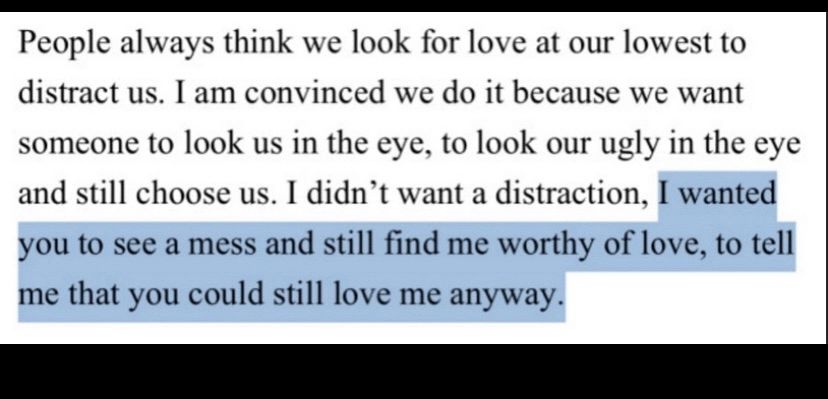 People always think we look for love at our lowest to
distract us. I am convinced we do it because we want
someone to look us in the eye, to look our ugly in the eye
and still choose us. I didn’t want a distraction, I wanted
you to see a mess and still find me worthy of love, to tell
me that you could still love me anyway.